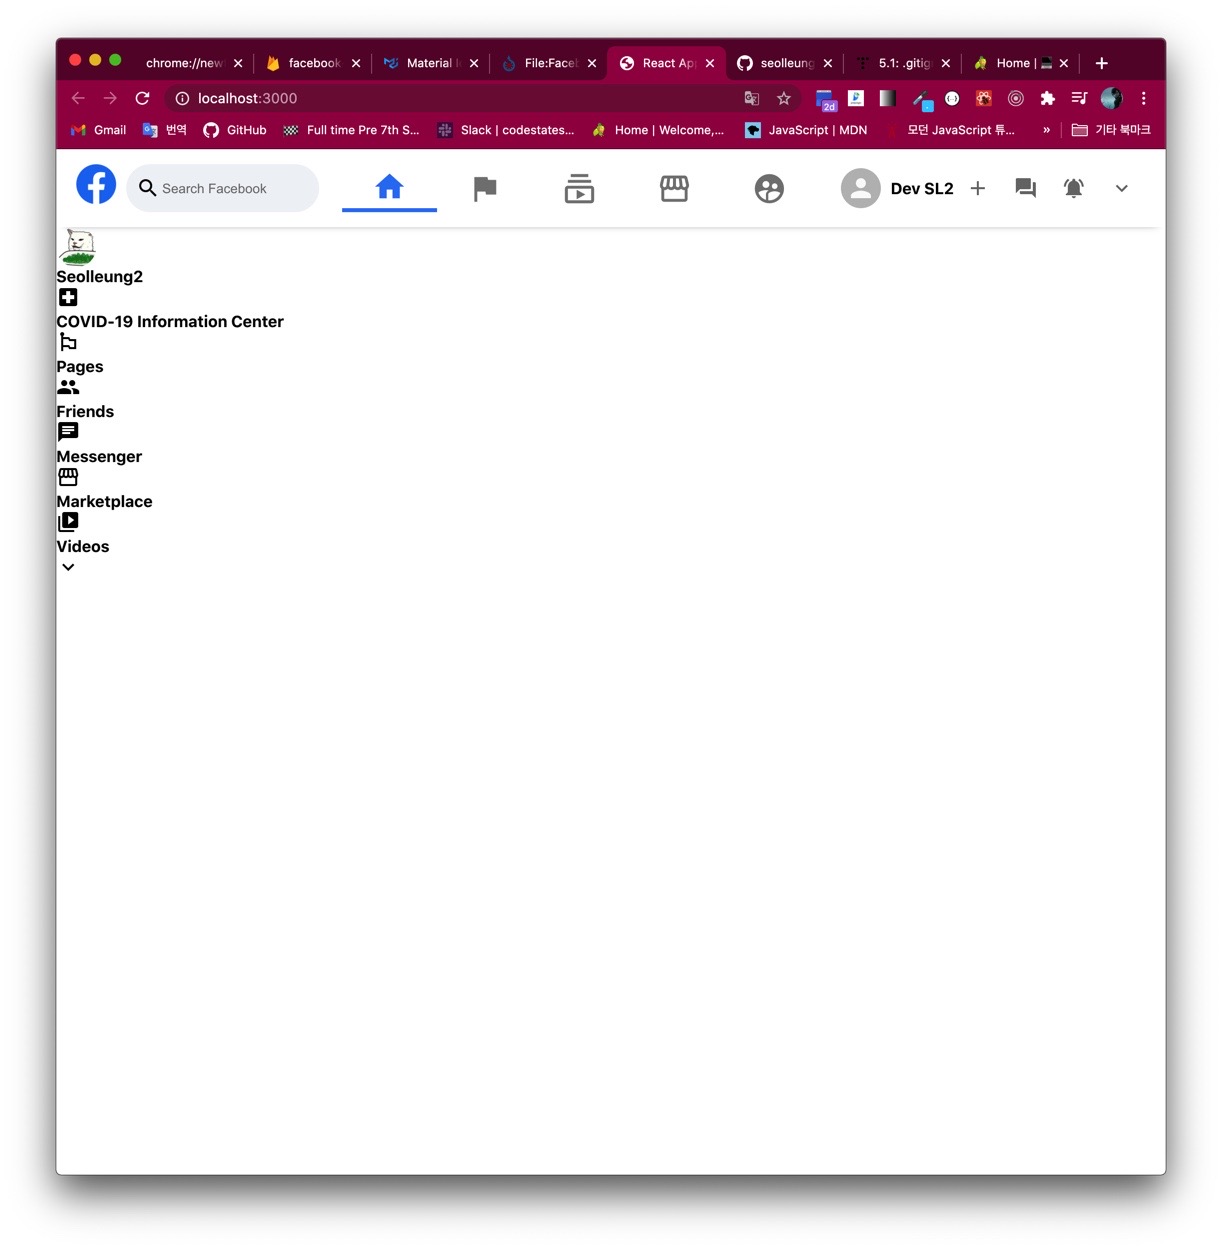 chrome://new
facebook
Material I
File:Faceb
React Ap
seolleung
5.1: .gitig
Home |
localhost:3000
2d
Gmail
번역
GitHub
Full time Pre 7th S...
Slack | codestates...
Home | Welcome,...
JavaScript | MDN
모던 JavaScript 튜...
»
기타 북마크
Search Facebook
Dev SL2
Seolleung2
COVID-19 Information Center
Pages
Friends
Messenger
Marketplace
Videos